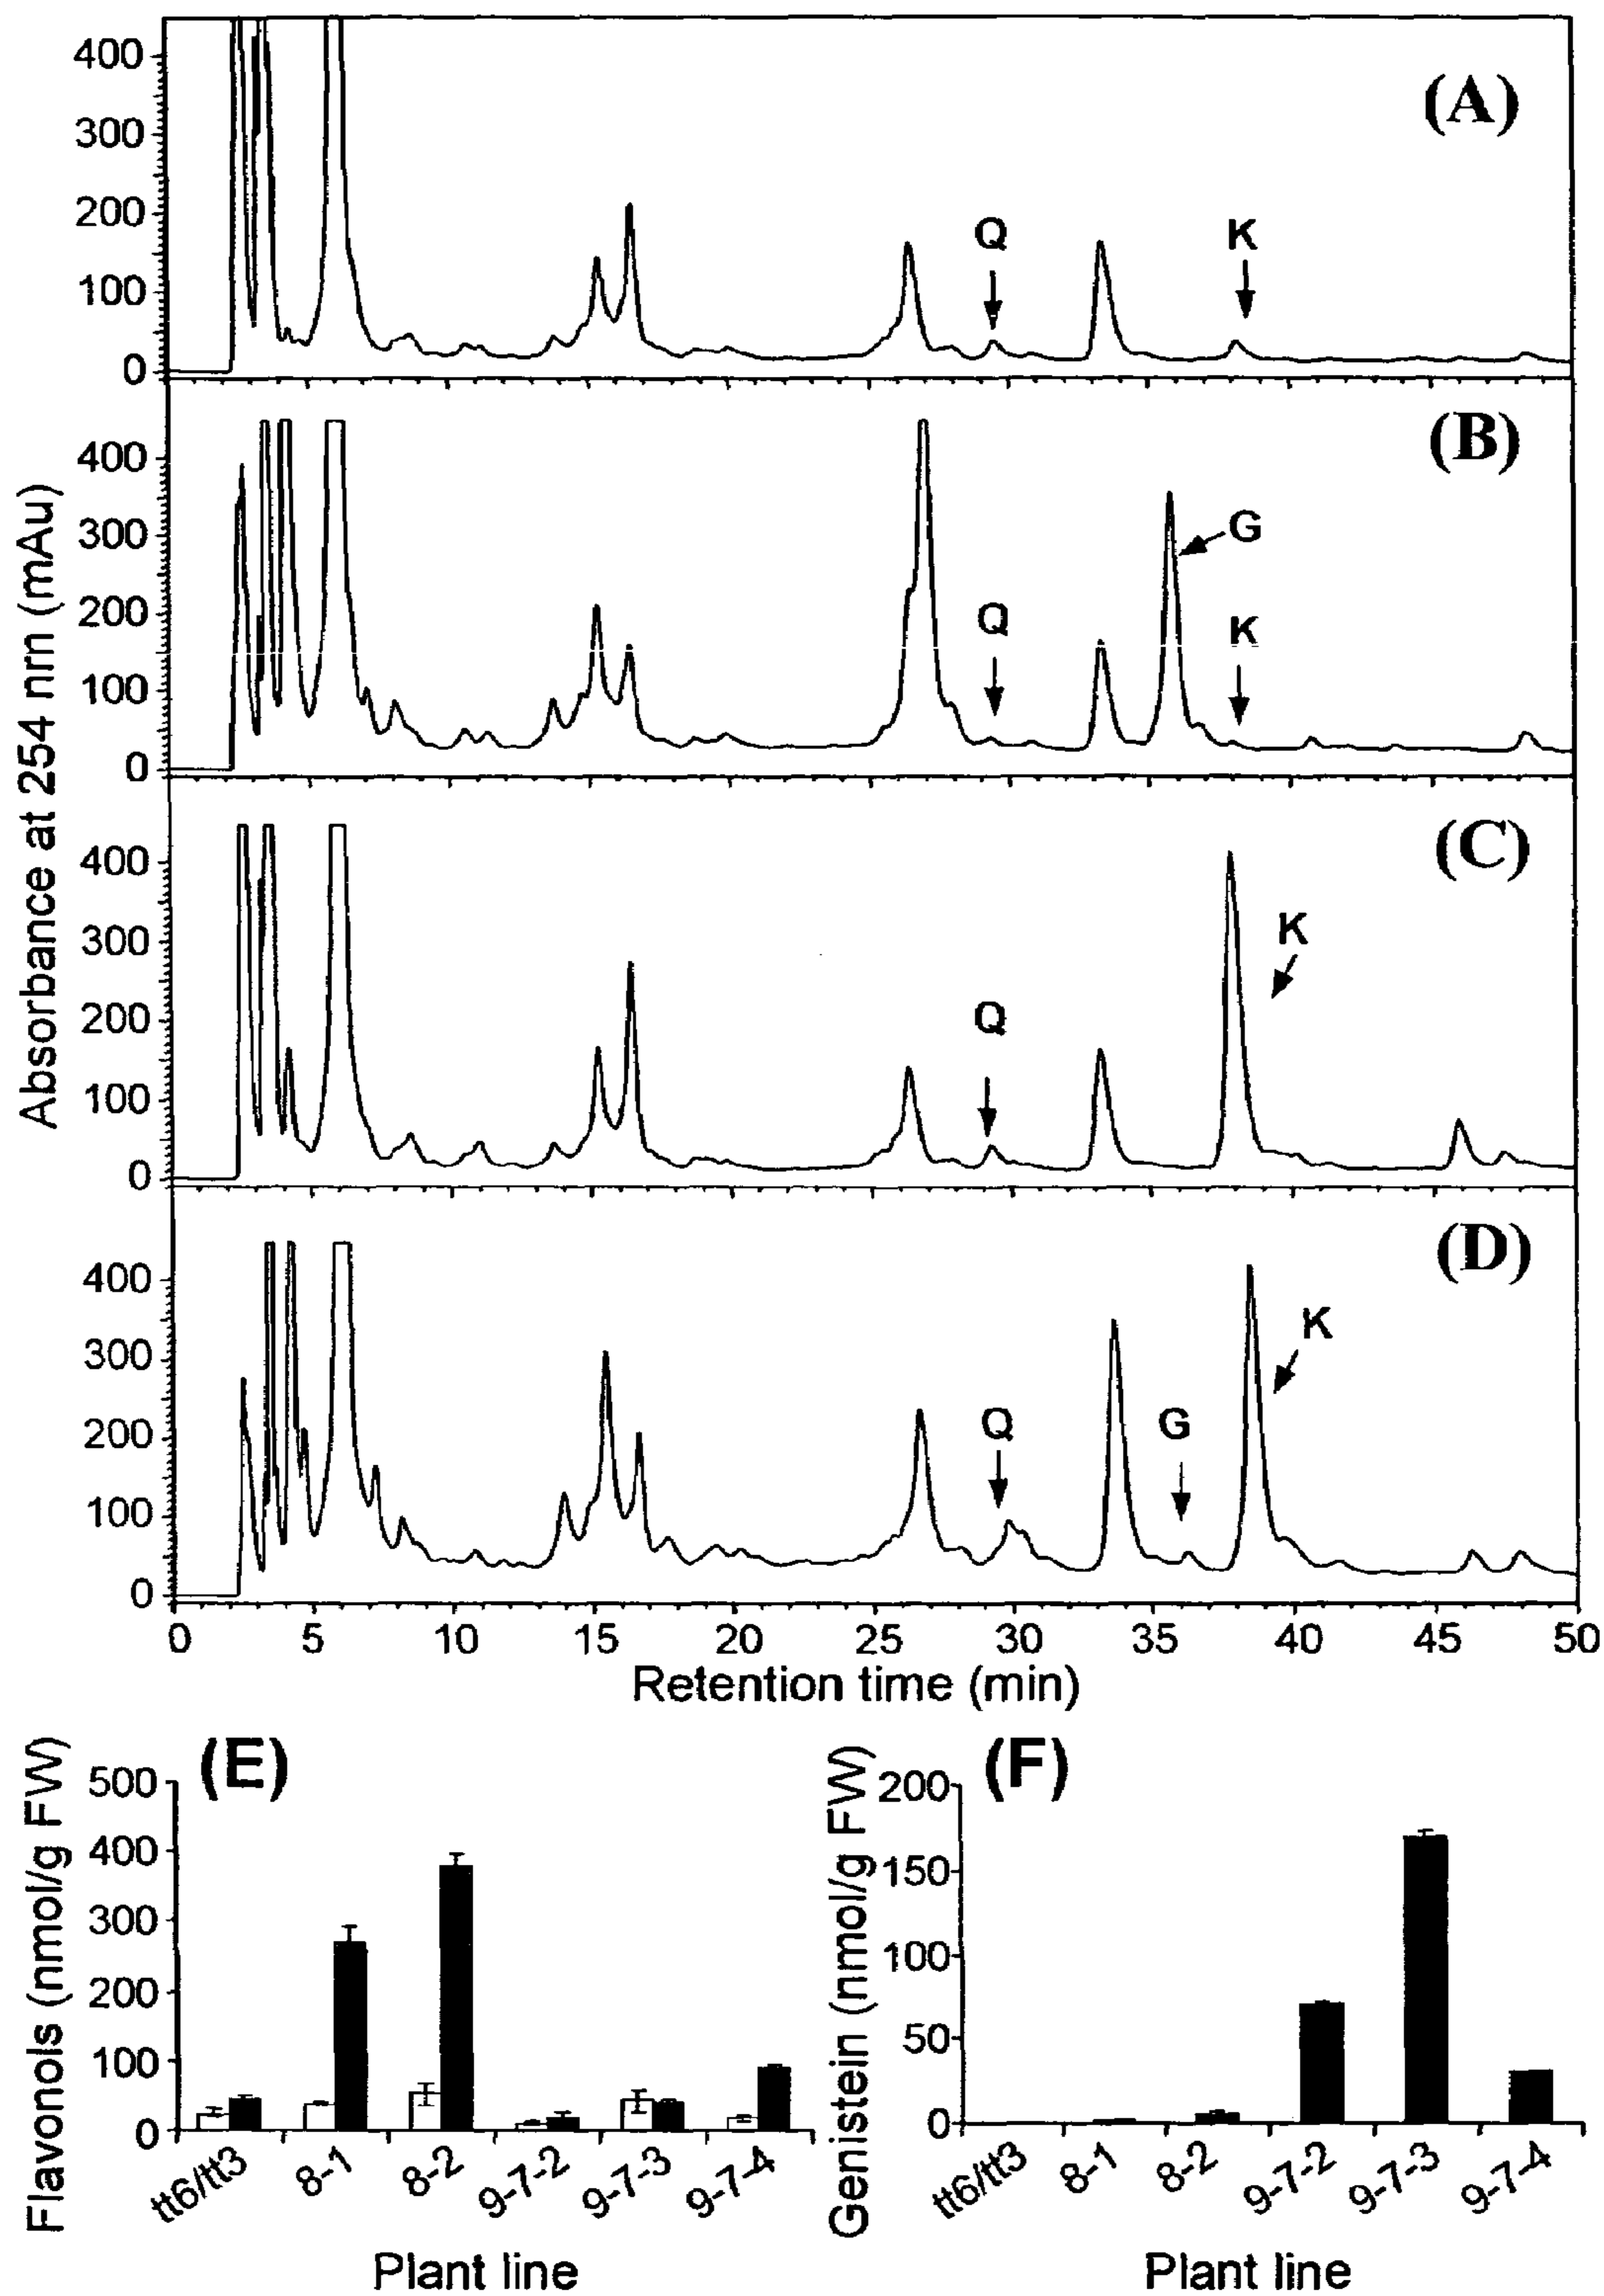 (A)
400
300
200
100
0
Q
K
(B)
400
300
200
100
0
Q
G
K
Absorbance at 254 nm (mAu)
(C)
400
300
200
100
0
Q
K
(D)
400
300
200
100
0
Q
G
K
0 5 10 15 20 25 30 35 40 45 50
Retention time (min)
(E)
Flavonols (nmol/g FW)
500
400
300
200
100
0
tt6/tt3 8-1 8-2 9-7-2 9-7-3 9-7-4
Plant line
(F)
Genistein (nmol/g FW)
200
150
100
50
0
tt6/tt3 8-1 8-2 9-7-2 9-7-3 9-7-4
Plant line